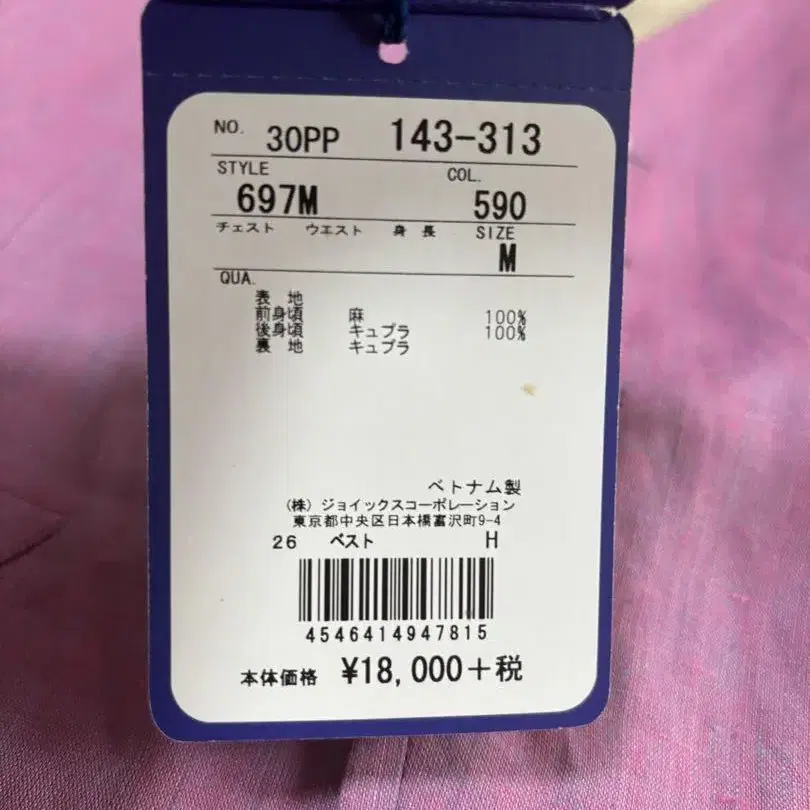 NO. 30PP 143-313
STYLE COL.
697M 590
チェスト ウエスト 身長 SIZE
M
QUA.
表地
前身頃 麻 100%
後身頃 キュプラ 100%
裏地 キュプラ
ベトナム製
(株)ジョイックスコーポレーション
東京都中央区日本橋富沢町9-4
26 ベスト H
4546414947815
本体価格 ¥18,000+税